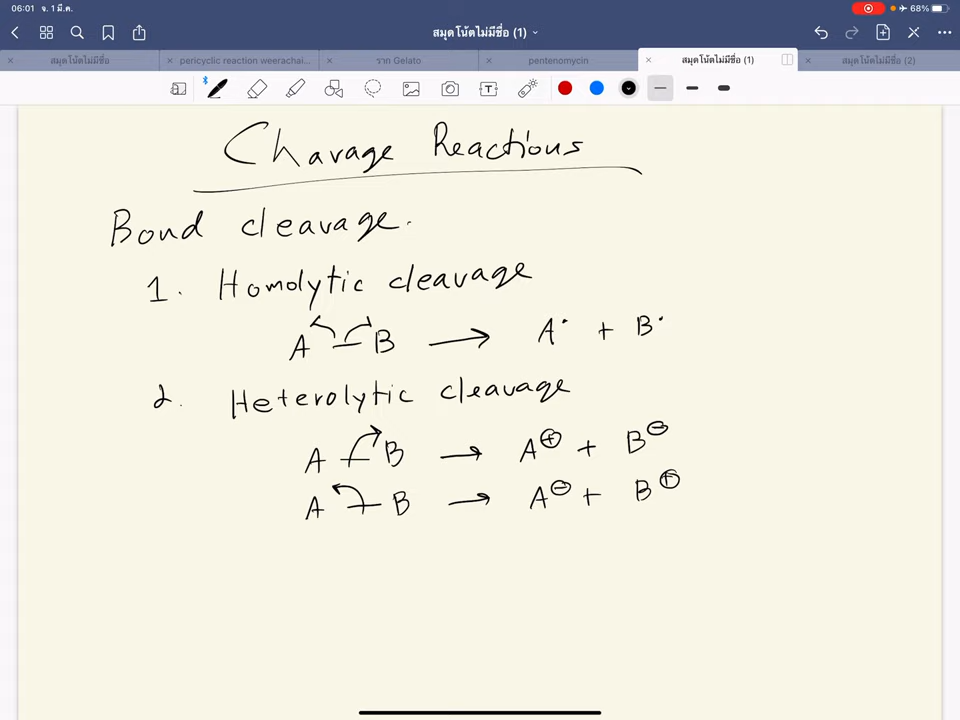 06:01 จ. 1 มี.ค.
68%
สมุดโน้ตไม่มีชื่อ (1)
สมุดโน้ตไม่มีชื่อ
pericyclic reaction weerachai...
ราก Gelato
pentenomycin
สมุดโน้ตไม่มีชื่อ (1)
สมุดโน้ตไม่มีชื่อ (2)
Chavage Reactions
Bond cleavage.
1. Homolytic cleavage
A — B → A• + B•
2. Heterolytic cleavage
A — B → A⊕ + B⊖
A — B → A⊖ + B⊕